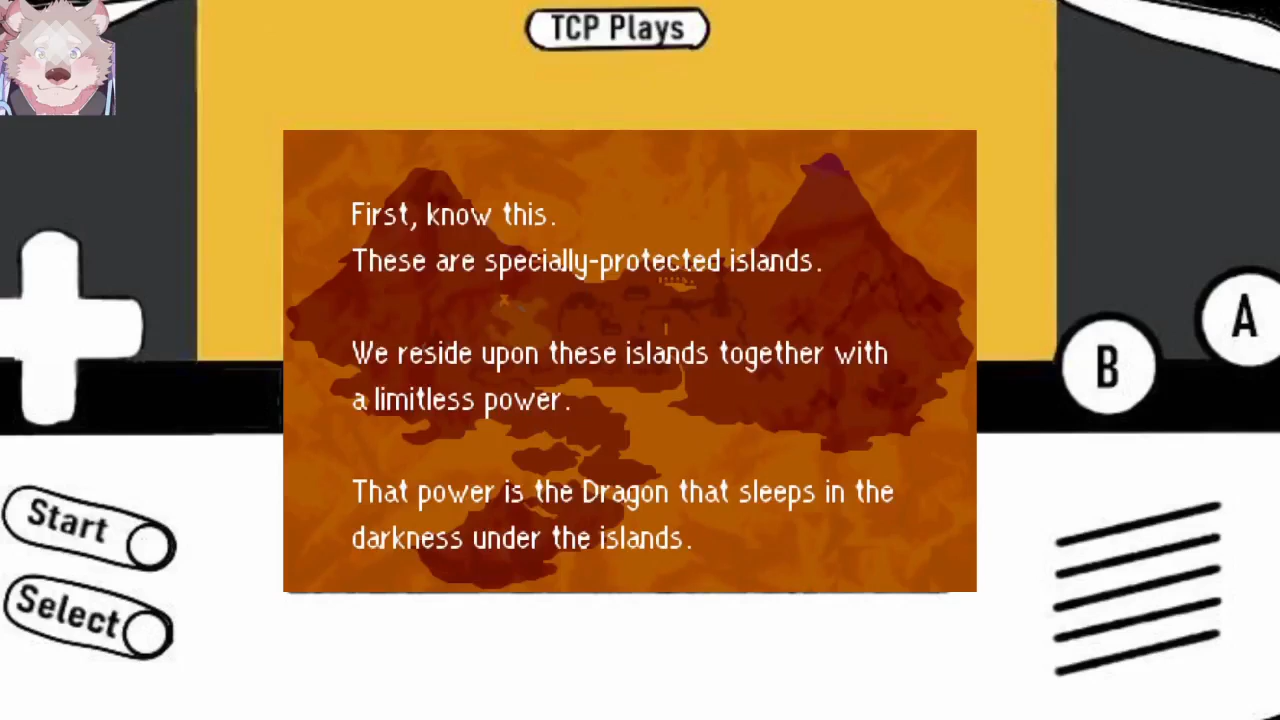 TCP Plays
First, know this.
These are specially-protected islands.
We reside upon these islands together with
a limitless power.
That power is the Dragon that sleeps in the
darkness under the islands.
A
B
Start
Select